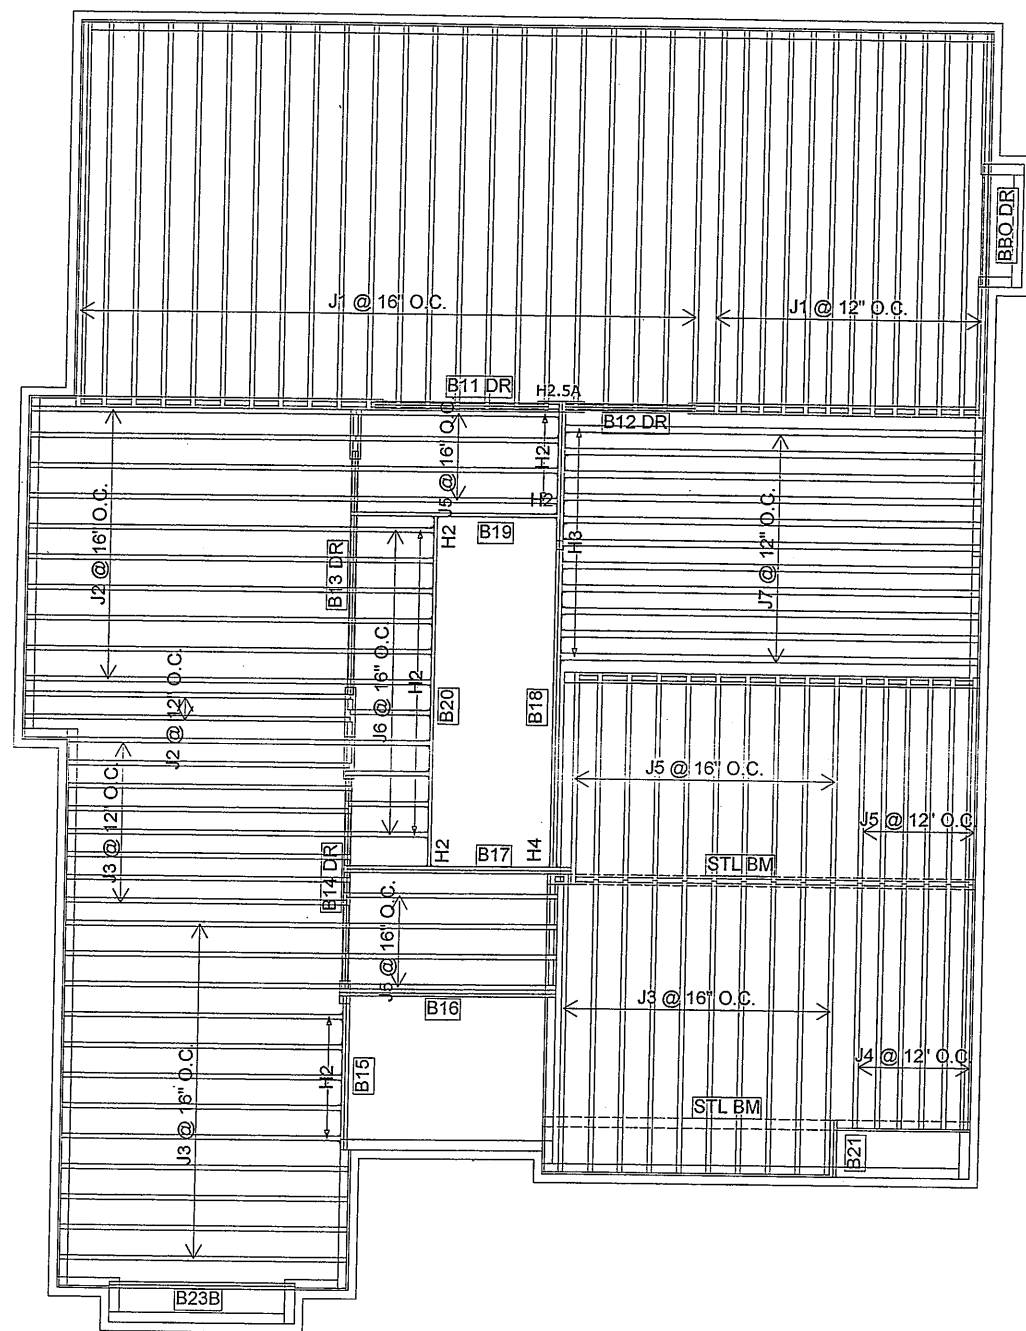 BBO DR
J1 @ 16" O.C.
J1 @ 12" O.C.
B11 DR
H2.5A
B12 DR
J5 @ 16' O.C
H2
H2
J2 @ 16" O.C.
B13 DR
H2
B19
H3
J7 @ 12" O.C.
J6 @ 16" O.C.
H2
B20
B18
J2 @ 12" O.C.
J3 @ 12' O.C.
J5 @ 16" O.C.
J5 @ 12' O.C
B14 DR
H2
B17
H4
STL BM
J5 @ 16" O.C.
B16
J3 @ 16" O.C.
J3 @ 16" O.C.
H2
B15
J4 @ 12' O.C.
STL BM
B21
B23B